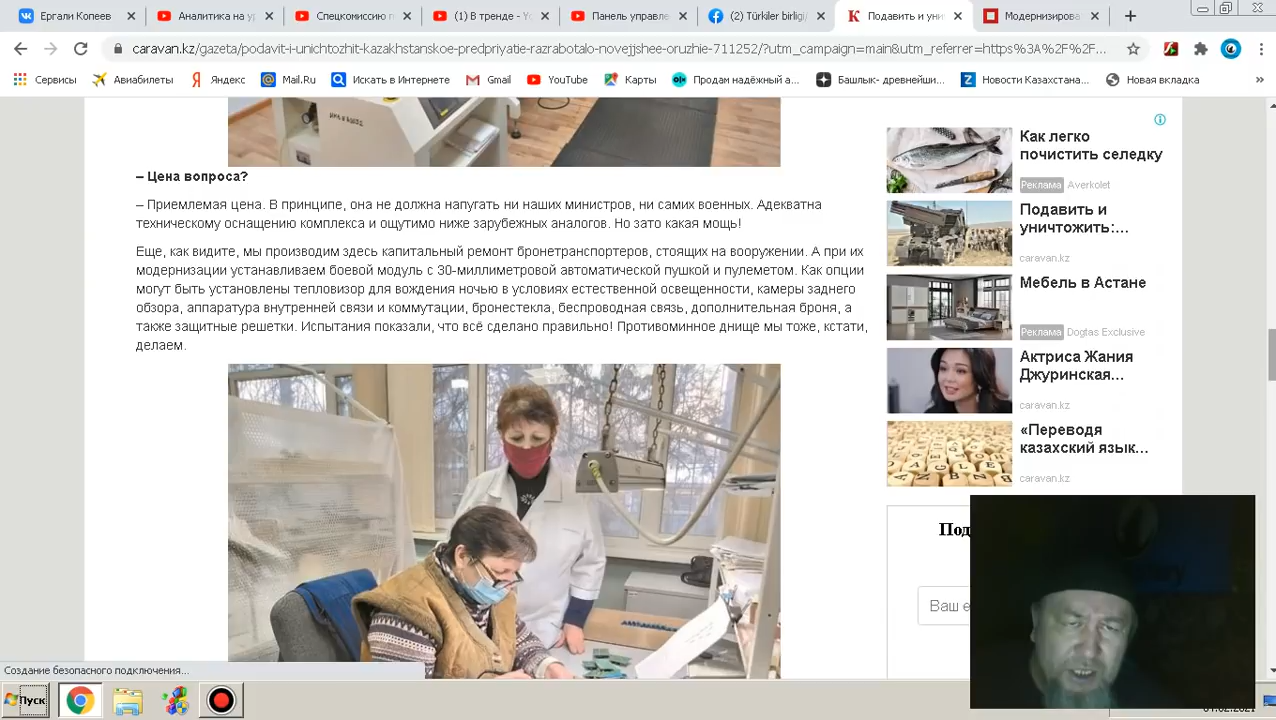 Ергали Копеев
Аналитика на у
Спецкомиссию
(1) В тренде - Yo
Панель управле
(2) Türkiler birligi/
Подавить и уни
Модернизирова
caravan.kz/gazeta/podavit-i-unichtozhit-kazakhstanskoe-predpriyatie-razrabotalo-novejjshee-oruzhie-711252/?utm_campaign=main&utm_referrer=https%3A%2F%2F...
Сервисы
Авиабилеты
Яндекс
Mail.Ru
Искать в Интернете
Gmail
YouTube
Карты
Продам надёжный а...
Башлык- древнейши...
Новости Казахстана...
Новая вкладка
»
– Цена вопроса?
– Приемлемая цена. В принципе, она не должна напугать ни наших министров, ни самих военных. Адекватна
техническому оснащению комплекса, ощутимо ниже зарубежных аналогов. Но зато какая мощь!
Еще, как видите, мы производим здесь капитальный ремонт бронетранспортеров, стоящих на вооружении. А при их
модернизации устанавливаем боевой модуль с 30-миллиметровой автоматической пушкой и пулеметом. Как опции
могут быть установлены тепловизор для вождения ночью в условиях естественной освещенности, камеры заднего
обзора, аппаратура внутренней связи и коммутации, бронестекла, беспроводная связь, дополнительная броня, а
также защитные решетки. Испытания показали, что всё сделано правильно! Противоминное днище мы тоже, кстати,
делаем.
Как легко
почистить селедку
Реклама Averkolet
Подавить и
уничтожить:...
caravan.kz
Мебель в Астане
Реклама Dogtas Exclusive
Актриса Жания
Джуринская...
caravan.kz
«Переводя
казахский язык...
caravan.kz
Под
Ваш e
Создание безопасного подключения...
Пуск
01.02.2021